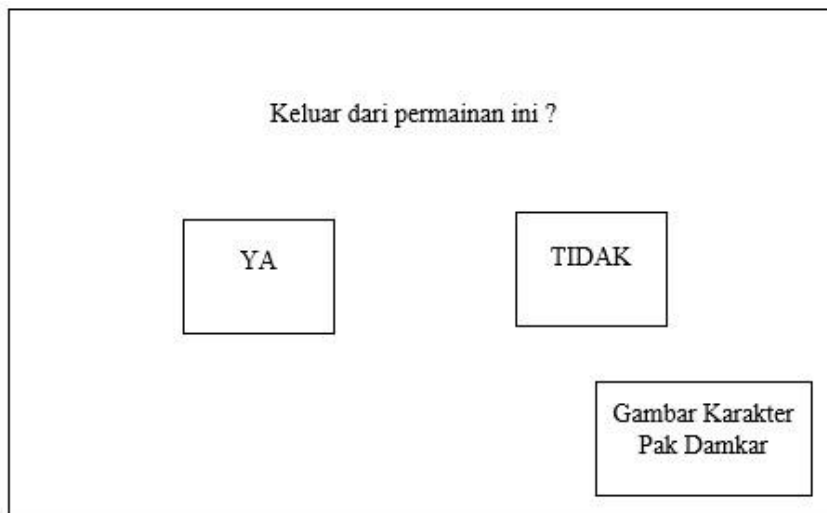 Keluar dari permainan ini ?
YA
TIDAK
Gambar Karakter
Pak Damkar